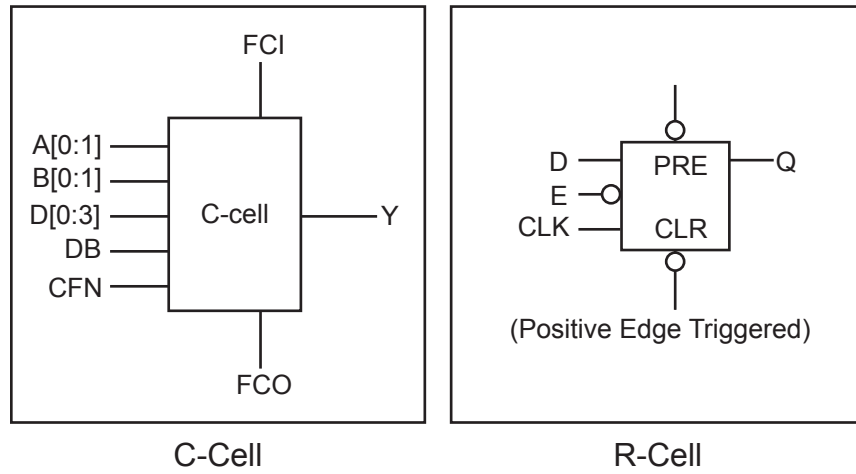 FCI
A[0:1]
B[0:1]
D[0:3]
DB
CFN
C-cell
Y
FCO
C-Cell
D
E
CLK
PRE
CLR
Q
(Positive Edge Triggered)
R-Cell